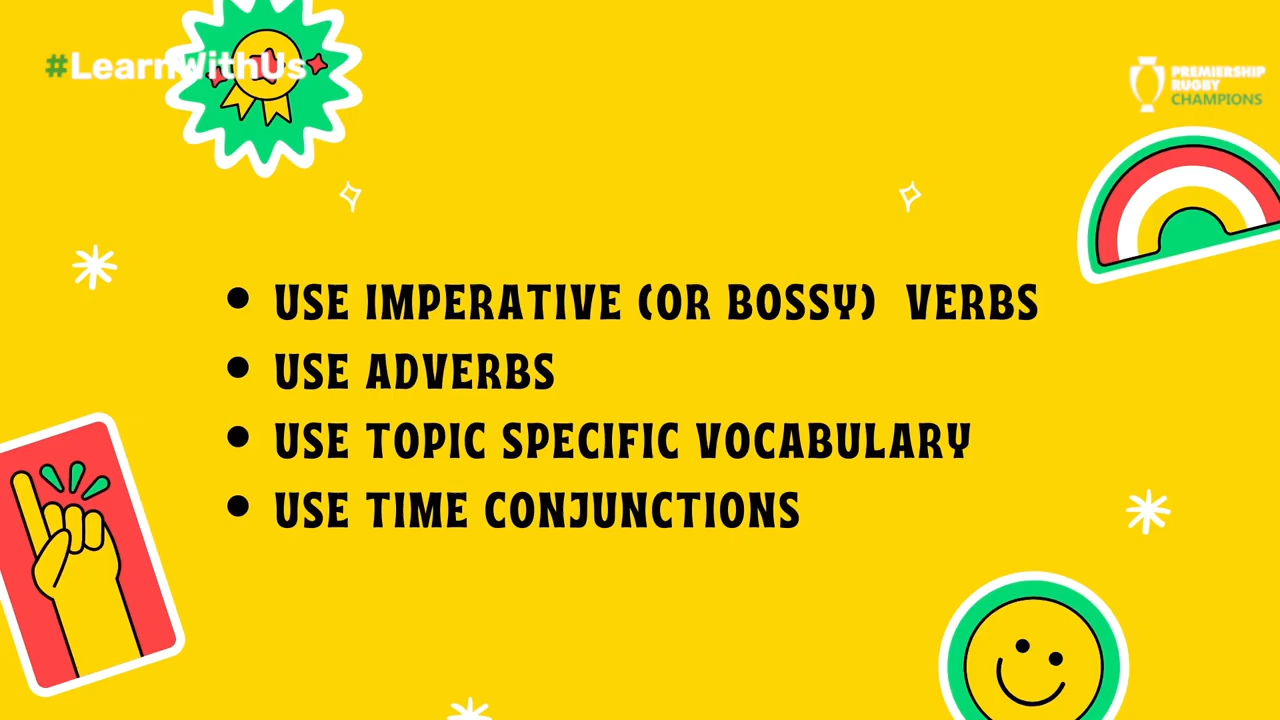 #LearnWithUs
PREMIERSHIP
RUGBY
CHAMPIONS
• USE IMPERATIVE (OR BOSSY) VERBS
• USE ADVERBS
• USE TOPIC SPECIFIC VOCABULARY
• USE TIME CONJUNCTIONS